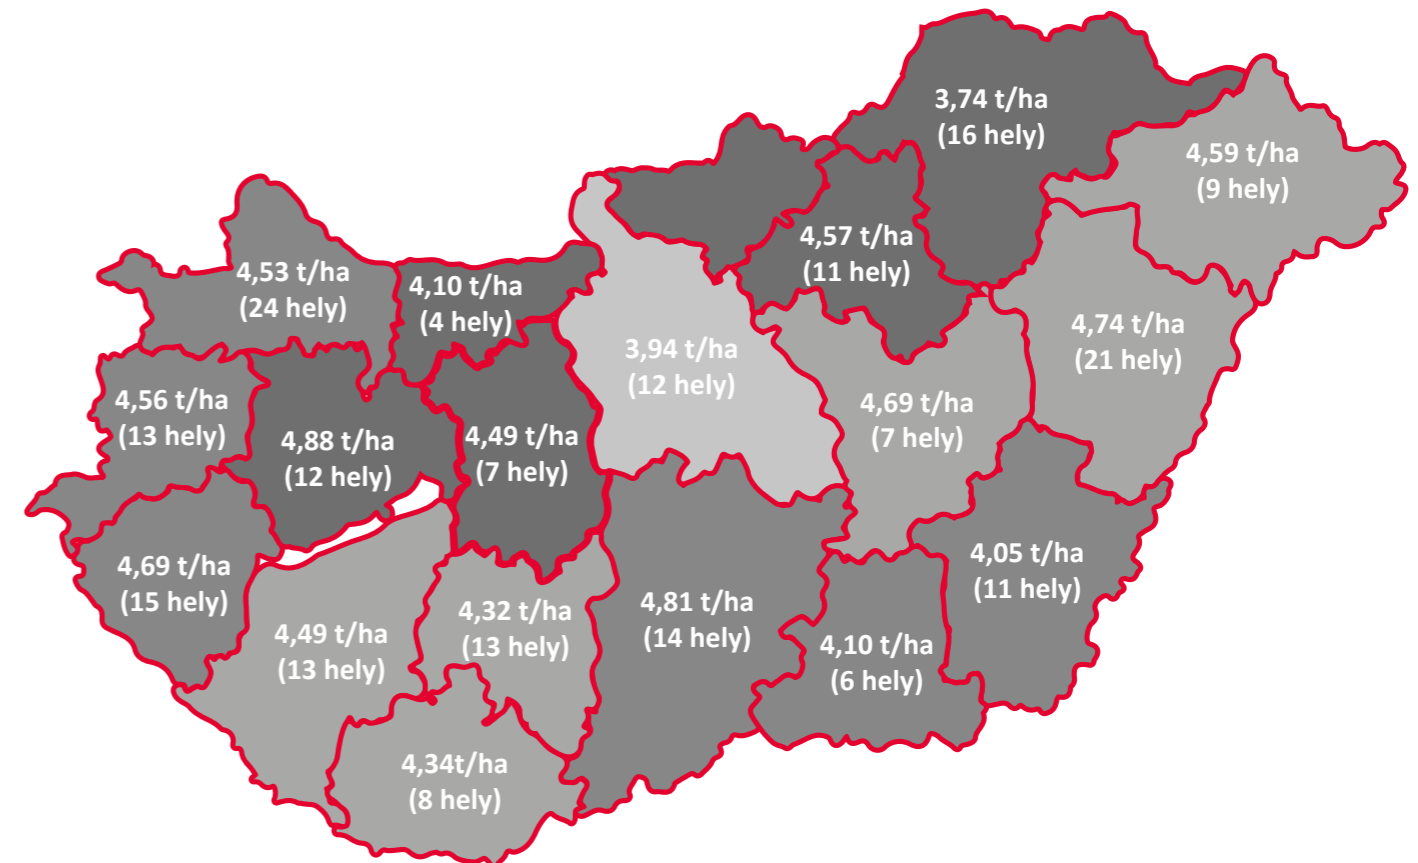 3,74 t/ha
(16 hely)
4,59 t/ha
(9 hely)
4,57 t/ha
(11 hely)
4,53 t/ha
(24 hely)
4,10 t/ha
(4 hely)
4,74 t/ha
(21 hely)
3,94 t/ha
(12 hely)
4,56 t/ha
(13 hely)
4,88 t/ha
(12 hely)
4,49 t/ha
(7 hely)
4,69 t/ha
(7 hely)
4,69 t/ha
(15 hely)
4,05 t/ha
(11 hely)
4,49 t/ha
(13 hely)
4,32 t/ha
(13 hely)
4,81 t/ha
(14 hely)
4,10 t/ha
(6 hely)
4,34t/ha
(8 hely)